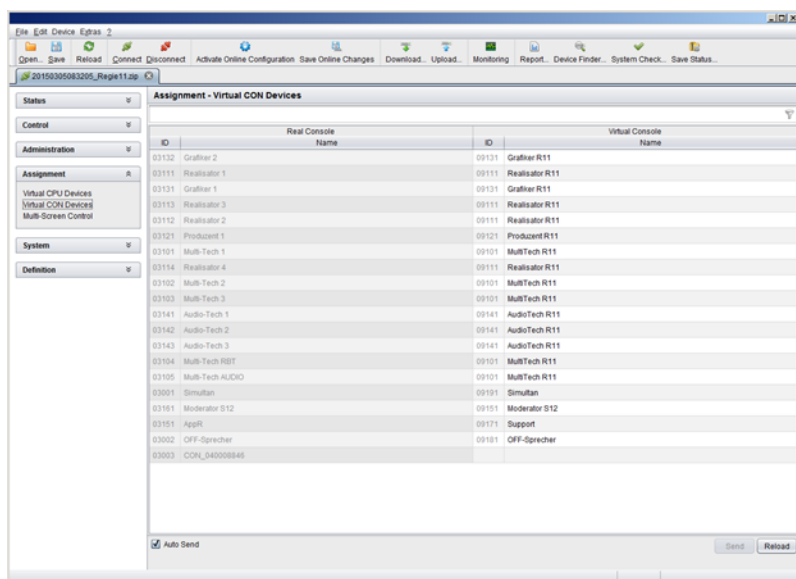 File Edit Device Extras ?
Open... Save Reload Connect Disconnect Activate Online Configuration Save Online Changes Download... Upload... Monitoring Report... Device Finder... System Check... Save Status...
20150305083205_Regie11.zip
Status
Control
Administration
Assignment
Virtual CPU Devices
Virtual CON Devices
Multi-Screen Control
System
Definition
Assignment - Virtual CON Devices
Real Console Virtual Console
ID Name ID Name
03132 Grafiker 2 09131 Grafiker R11
03111 Realisator 1 09111 Realisator R11
03131 Grafiker 1 09131 Grafiker R11
03113 Realisator 3 09111 Realisator R11
03112 Realisator 2 09111 Realisator R11
03121 Produzent 1 09121 Produzent R11
03101 Multi-Tech 1 09101 MultiTech R11
03114 Realisator 4 09111 Realisator R11
03102 Multi-Tech 2 09101 MultiTech R11
03103 Multi-Tech 3 09101 MultiTech R11
03141 Audio-Tech 1 09141 AudioTech R11
03142 Audio-Tech 2 09141 AudioTech R11
03143 Audio-Tech 3 09141 AudioTech R11
03104 Multi-Tech RBT 09101 MultiTech R11
03105 Multi-Tech AUDIO 09101 MultiTech R11
03001 Simultan 09191 Simultan
03161 Moderator S12 09151 Moderator S12
03151 AppR 09171 Support
03002 OFF-Sprecher 09181 OFF-Sprecher
03003 CON_040008846
Auto Send
Send Reload